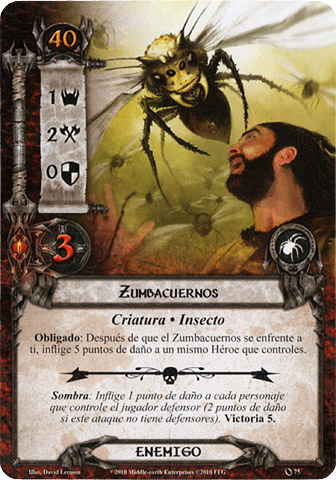 40
1
2
0
3
Zumbacuernos
Criatura • Insecto
Obligado: Después de que el Zumbacuernos se enfrente a
ti, inflige 5 puntos de daño a un mismo Héroe que controles.
Sombra: Inflige 1 punto de daño a cada personaje
que controle el jugador defensor (2 puntos de daño
si este ataque no tiene defensores). Victoria 5.
ENEMIGO
Illus. David Lecossu ©2010 Middle-earth Enterprises ©2010 FFG 75